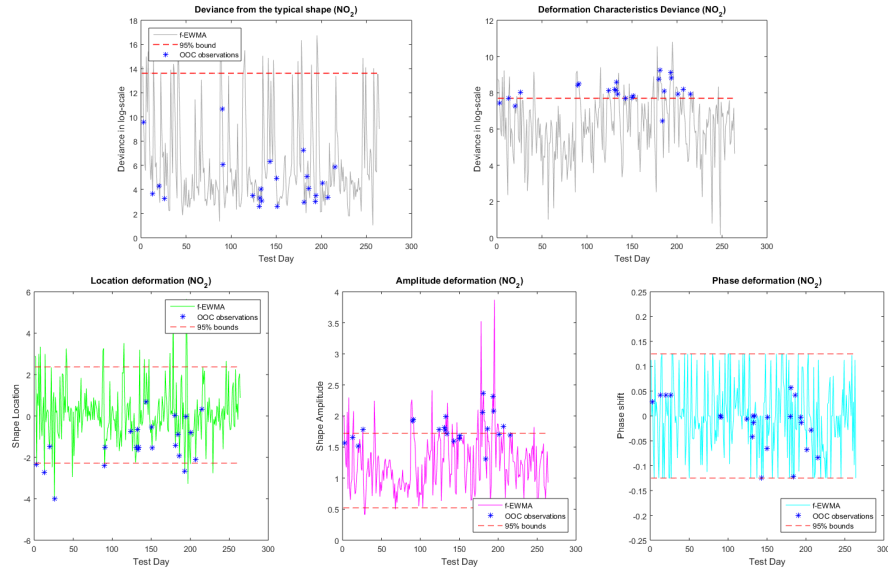 Deviance from the typical shape (NO2)
18
16
14
12
10
8
6
4
2
0
Deviance in log-scale
f-EWMA
95% bound
OOC observations
0 50 100 150 200 250 300
Test Day
Deformation Characteristics Deviance (NO2)
12
10
8
6
4
2
0
Deviance in log-scale
0 50 100 150 200 250 300
Test Day
Location deformation (NO2)
6
4
2
0
-2
-4
-6
Shape Location
f-EWMA
OOC observations
95% bounds
0 50 100 150 200 250 300
Test Day
Amplitude deformation (NO2)
4
3.5
3
2.5
2
1.5
1
0.5
0
Shape Amplitude
f-EWMA
OOC observations
95% bounds
0 50 100 150 200 250 300
Test Day
Phase deformation (NO2)
0.25
0.2
0.15
0.1
0.05
0
-0.05
-0.1
-0.15
-0.2
-0.25
Phase shift
f-EWMA
OOC observations
95% bounds
0 50 100 150 200 250 300
Test Day